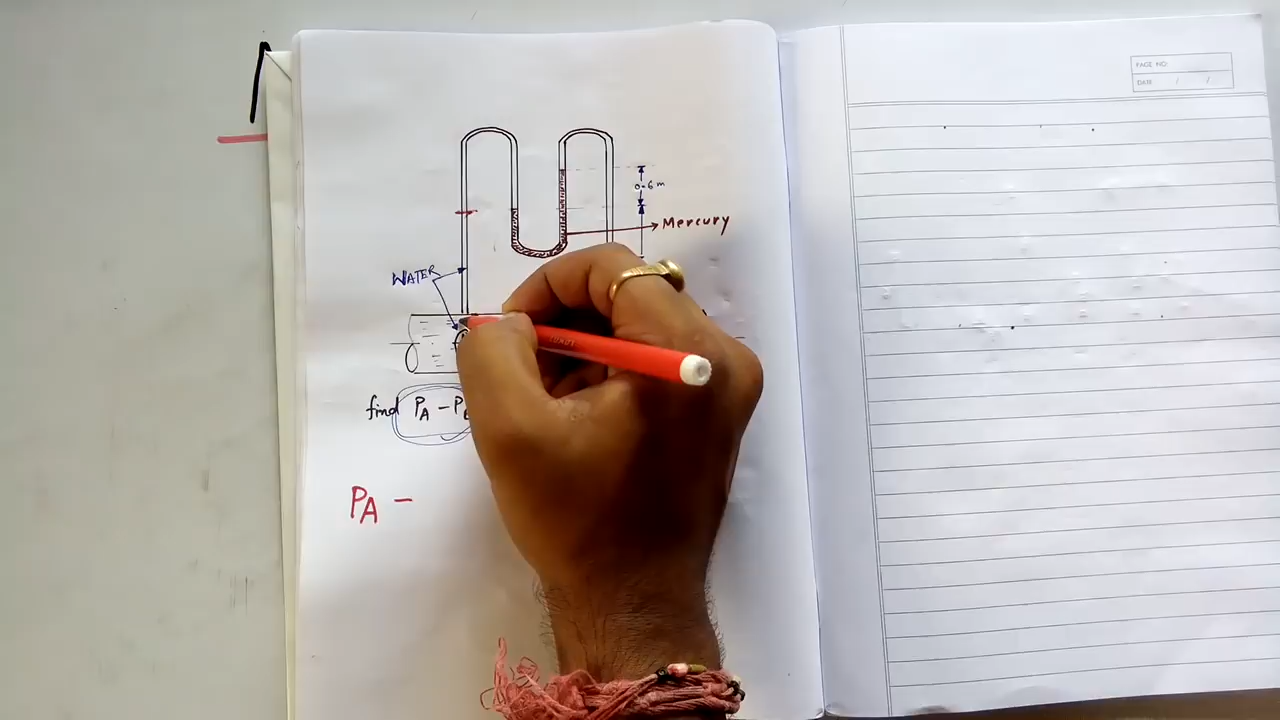 PAGE NO:
DATE / /
0.6 m
Mercury
WATER
find PA - P
PA -